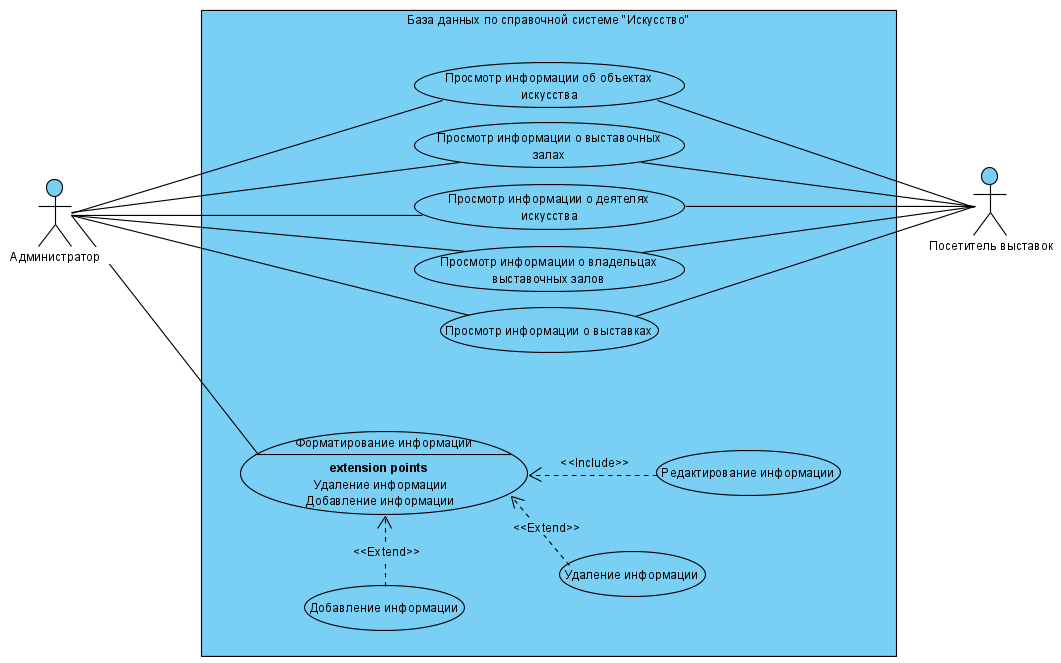 База данных по справочной системе "Искусство"
Просмотр информации об объектах
искусства
Просмотр информации о выставочных
залах
Просмотр информации о деятелях
искусства
Просмотр информации о владельцах
выставочных залов
Просмотр информации о выставках
Администратор
Посетитель выставок
Форматирование информации
extension points
Удаление информации
Добавление информации
<<Include>>
Редактирование информации
<<Extend>>
<<Extend>>
Удаление информации
Добавление информации